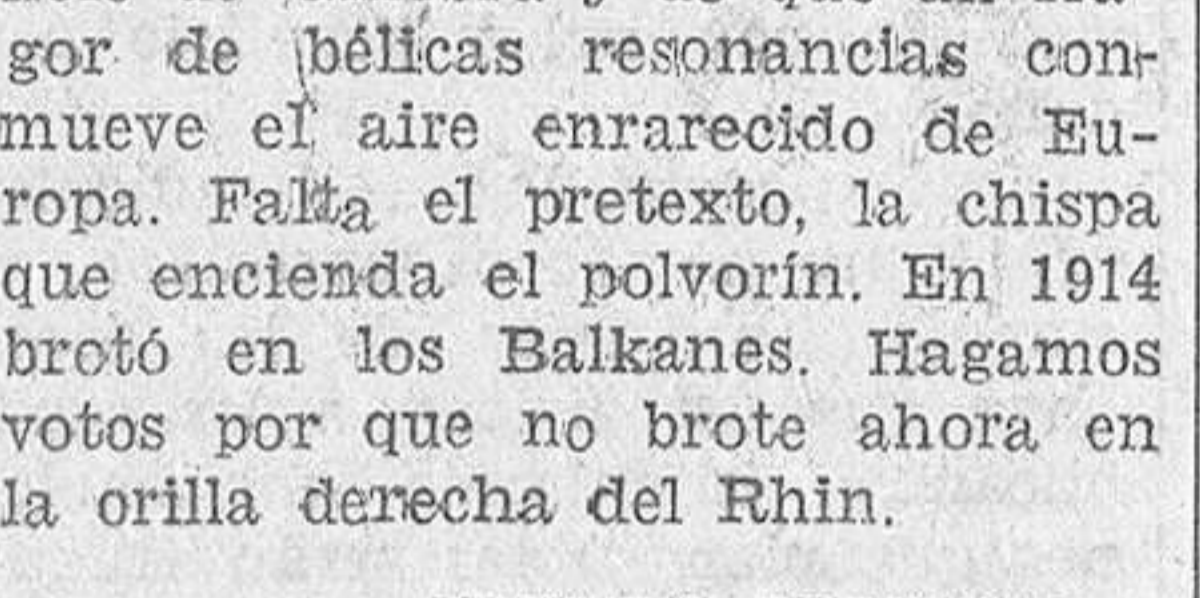 gor de bélicas resonancias con-
mueve el aire enrarecido de Eu-
ropa. Falta el pretexto, la chispa
que encienda el polvorín. En 1914
brotó en los Balkanes. Hagamos
votos por que no brote ahora en
la orilla derecha del Rhin.